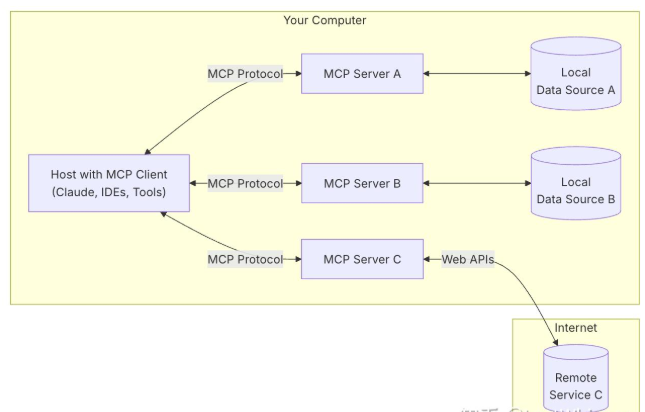 Your Computer
MCP Protocol
MCP Server A
Local
Data Source A
Host with MCP Client
(Claude, IDEs, Tools)
MCP Protocol
MCP Server B
Local
Data Source B
MCP Protocol
MCP Server C
Web APIs
Internet
Remote
Service C